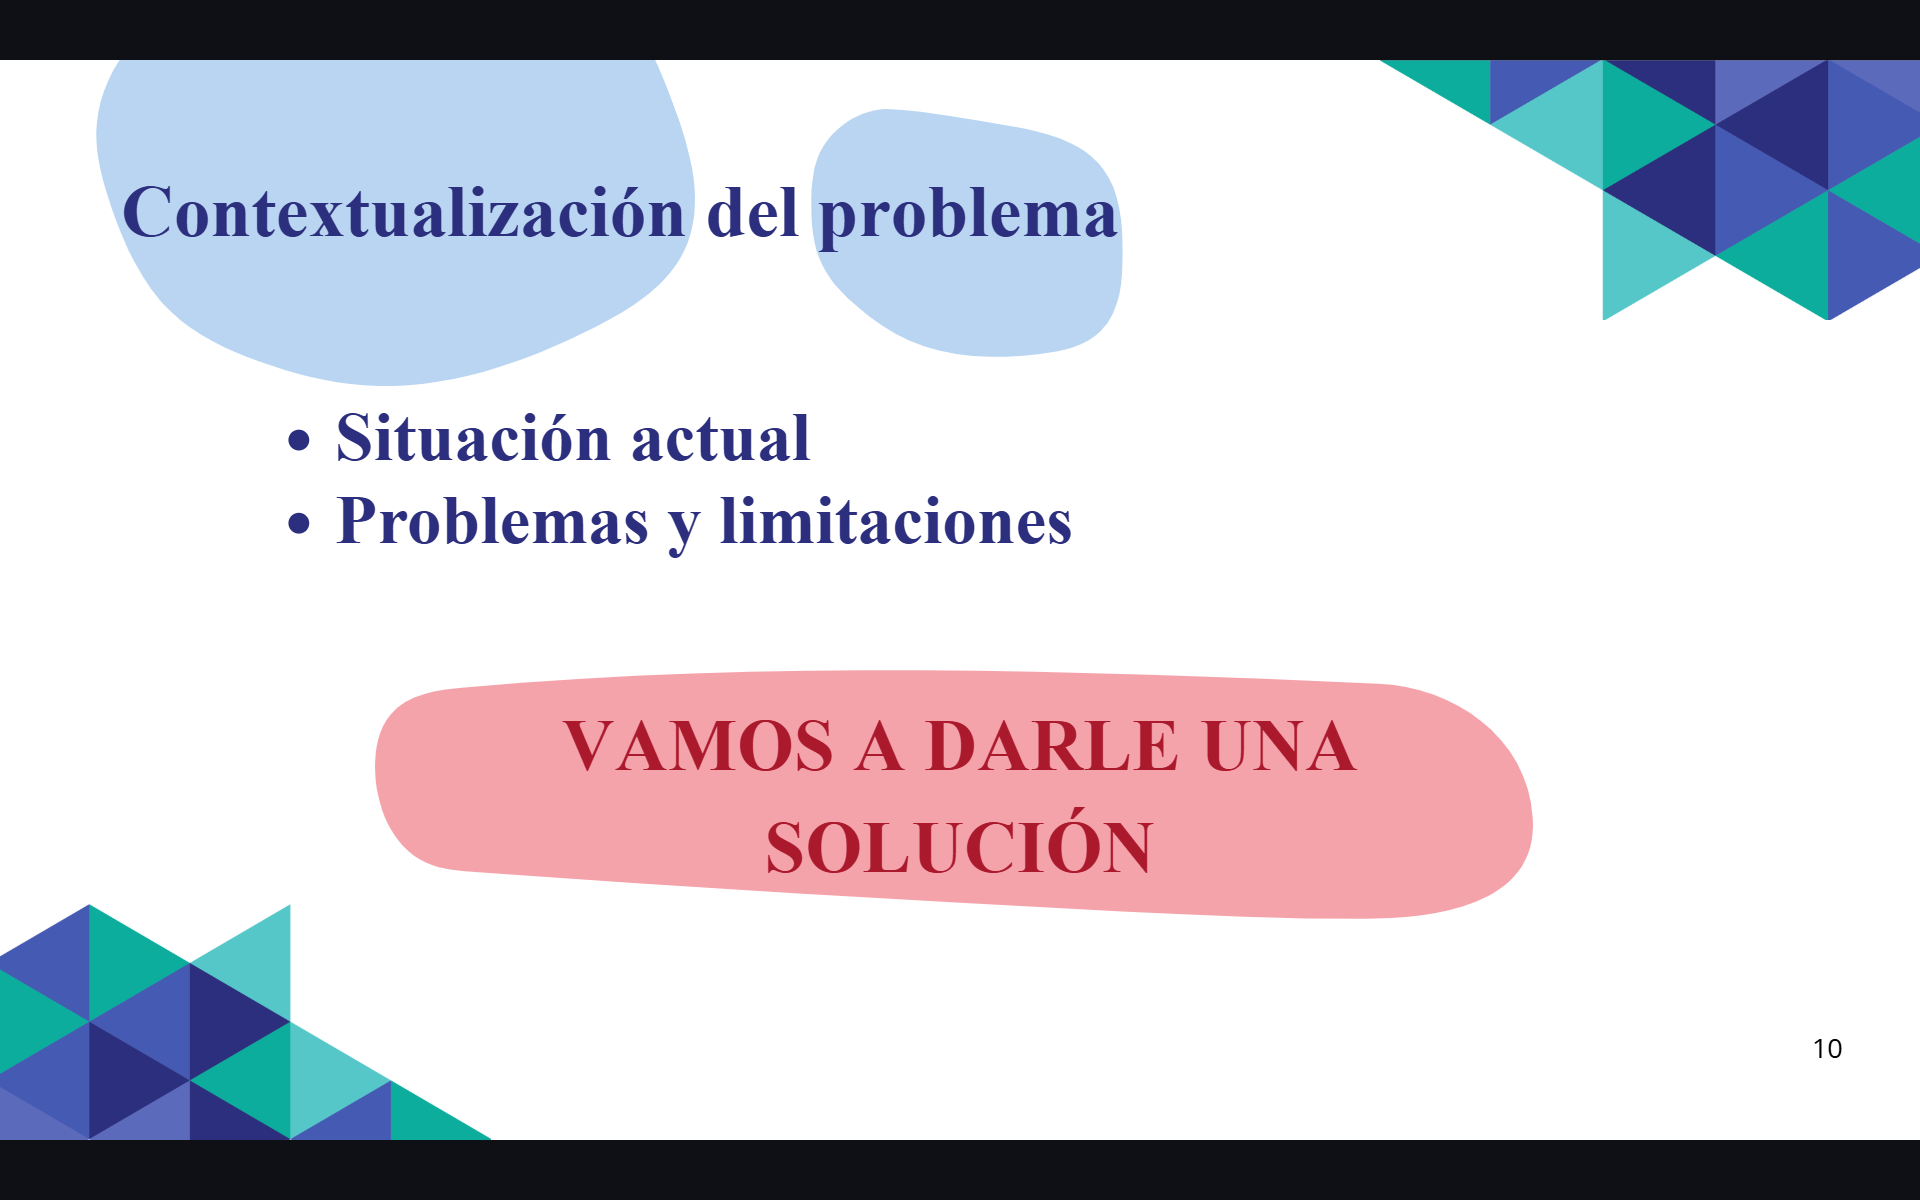 Contextualización del problema
• Situación actual
• Problemas y limitaciones
VAMOS A DARLE UNA
SOLUCIÓN
10